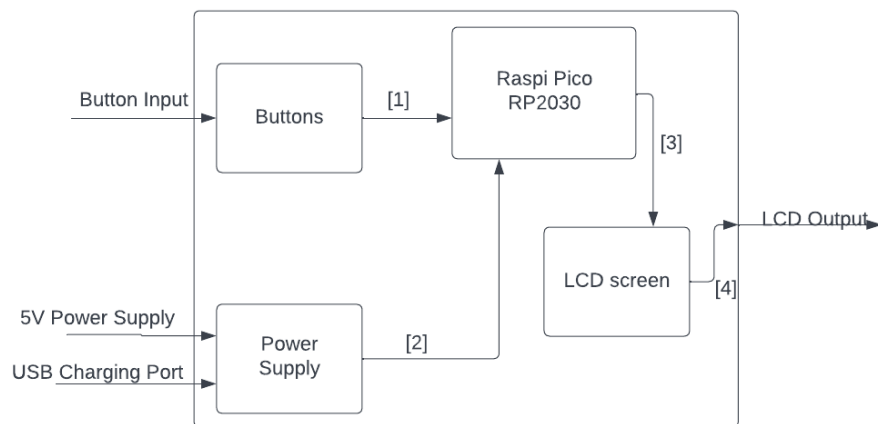 Raspi Pico
RP2030
Button Input
[1]
Buttons
[3]
LCD Output
LCD screen
[4]
5V Power Supply
[2]
Power
Supply
USB Charging Port